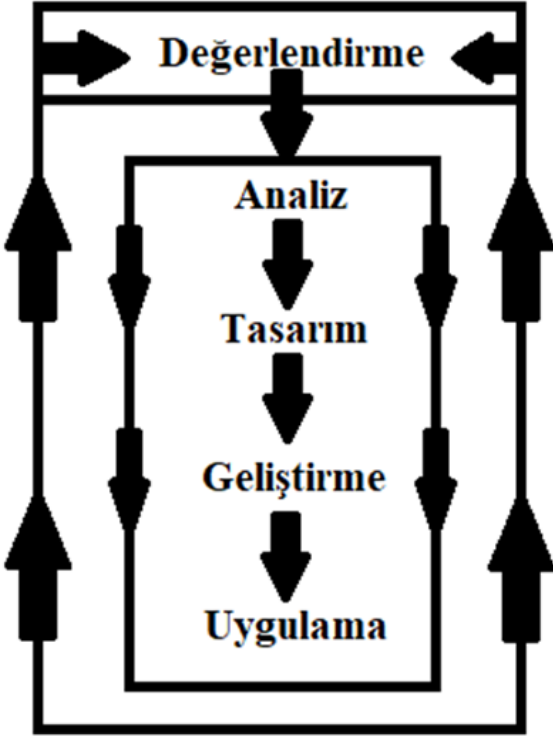 Değerlendirme
Analiz
Tasarım
Geliştirme
Uygulama